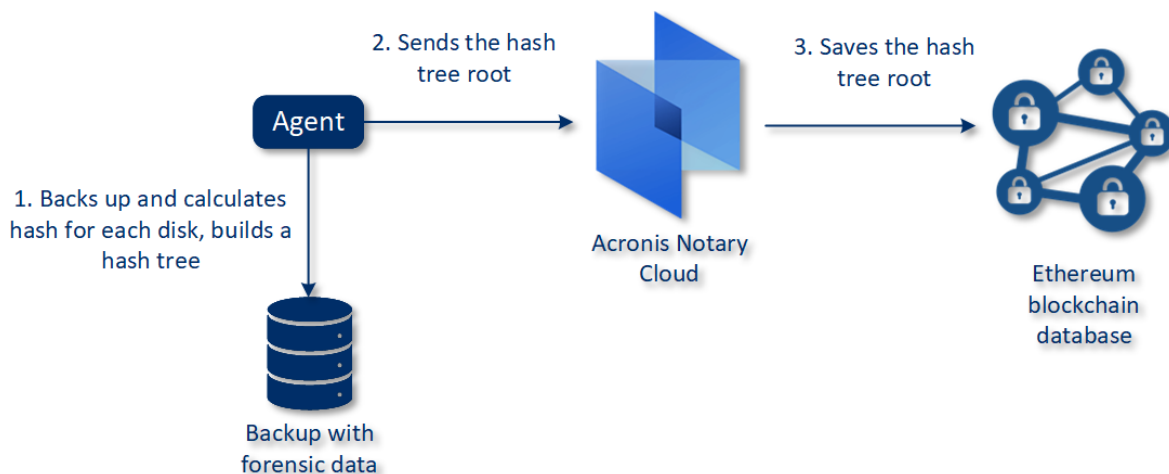 2. Sends the hash
tree root
3. Saves the hash
tree root
Agent
1. Backs up and calculates
hash for each disk, builds a
hash tree
Acronis Notary
Cloud
Ethereum
blockchain
database
Backup with
forensic data